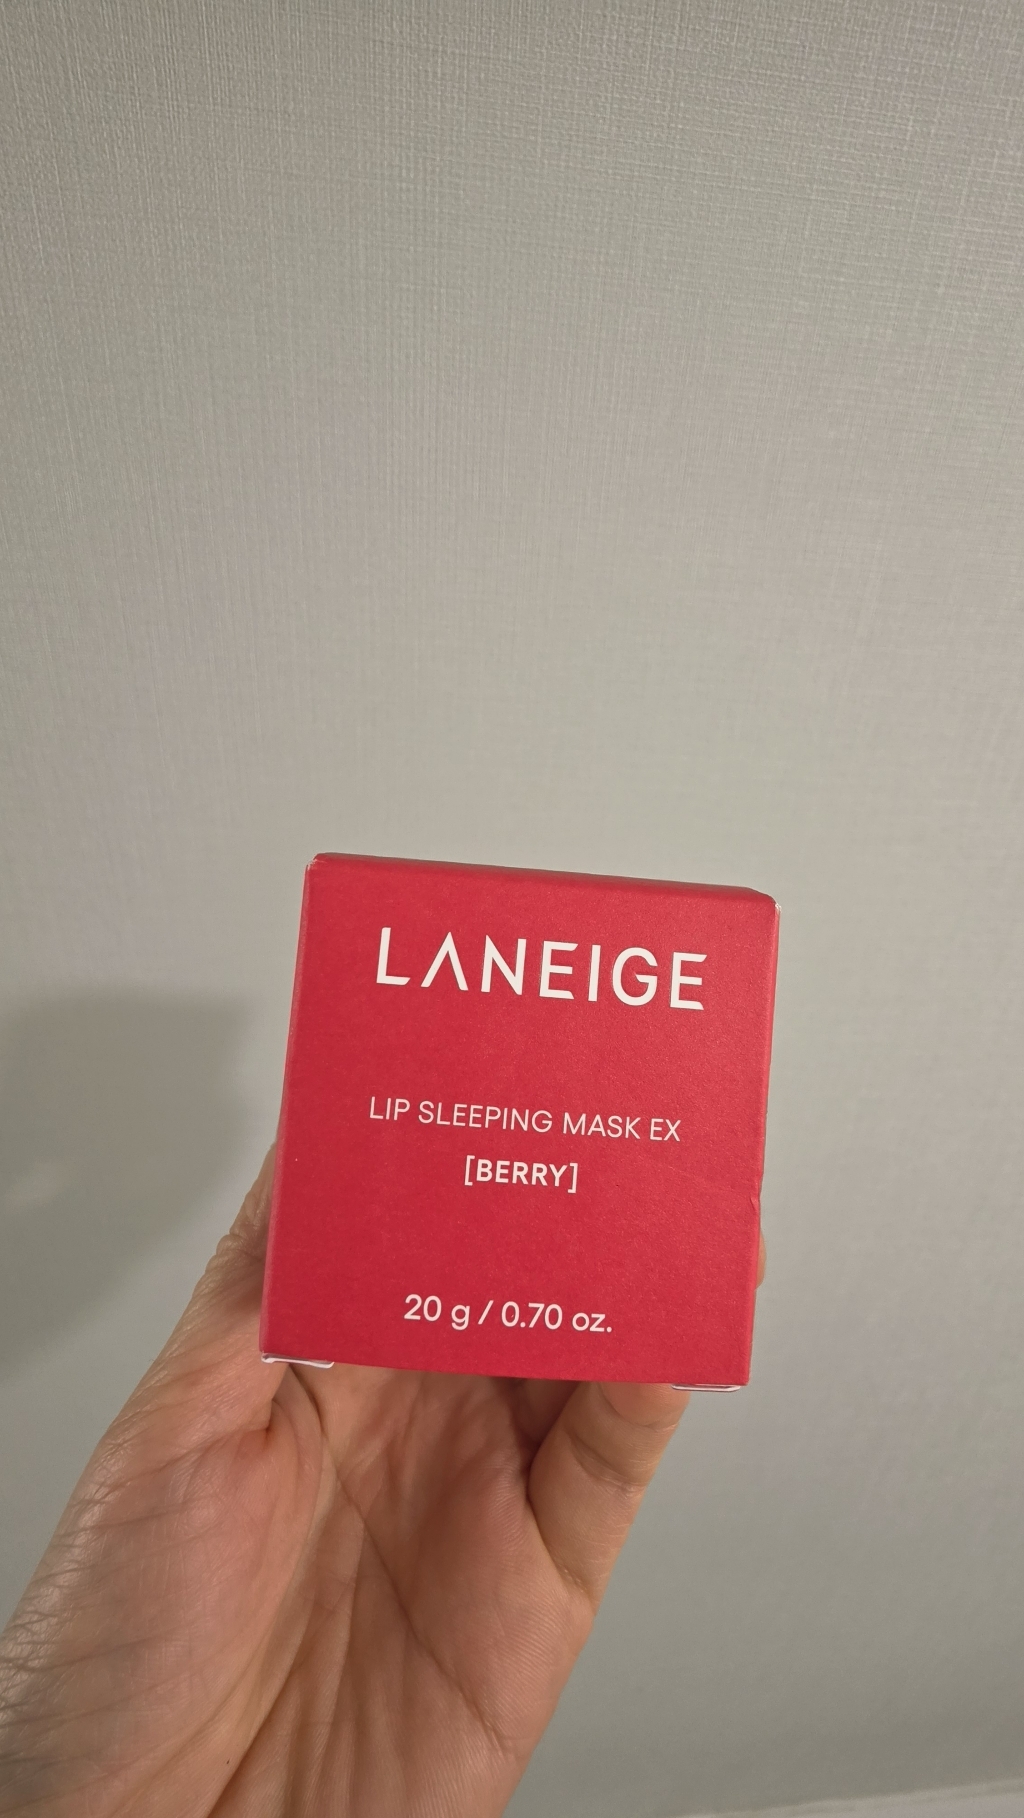 LANEIGE
LIP SLEEPING MASK EX
[BERRY]
20 g / 0.70 oz.